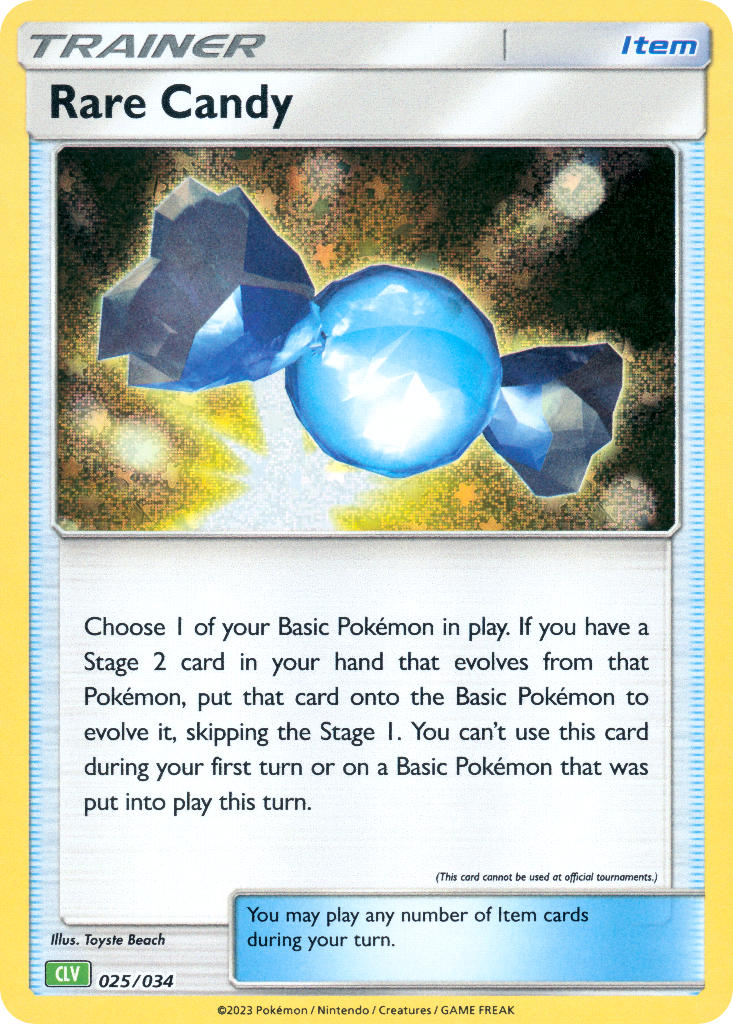 TRAINER
Item
Rare Candy
Choose 1 of your Basic Pokémon in play. If you have a
Stage 2 card in your hand that evolves from that
Pokémon, put that card onto the Basic Pokémon to
evolve it, skipping the Stage 1. You can't use this card
during your first turn or on a Basic Pokémon that was
put into play this turn.
(This card cannot be used at official tournaments.)
You may play any number of Item cards
during your turn.
Illus. Toyste Beach
CLV
025/034
©2023 Pokémon / Nintendo / Creatures / GAME FREAK